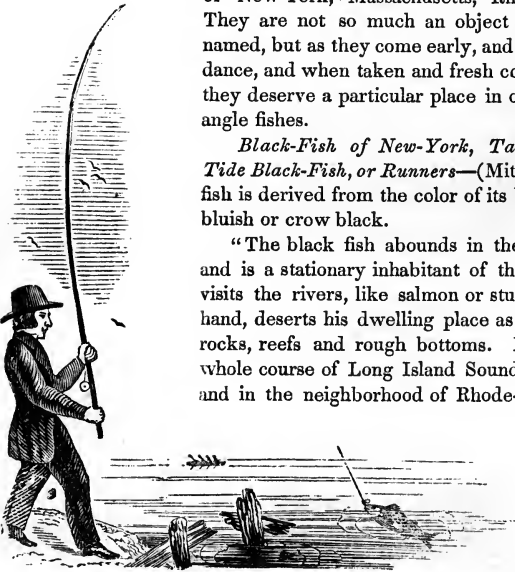 of New York, Massachusetts,
They are not so much an object
named, but as they come early, and
dance, and when taken and fresh co
they deserve a particular place in
angle fishes.
Black-Fish of New-York, Ta
Tide Black-Fish, or Runners—(Mit
fish is derived from the color of its
bluish or crow black.
"The black fish abounds in the
and is a stationary inhabitant of th
visits the rivers, like salmon or stu
hand, deserts his dwelling place as
rocks, reefs and rough bottoms.
whole course of Long Island Sound
and in the neighborhood of Rhode-